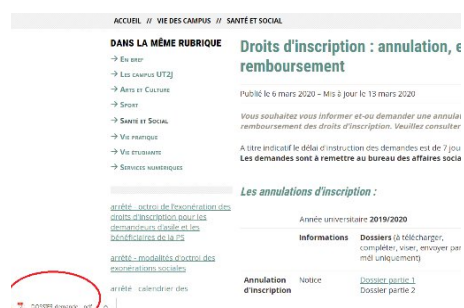 ACCUEIL // VIE DES CAMPUS // SANTÉ ET SOCIAL
DANS LA MÊME RUBRIQUE
→ En bref
→ Les campus UT2J
→ Arts et Culture
→ Sport
→ Santé et Social
→ Vie pratique
→ Vie étudiante
→ Services numériques
arrêté - octroi de l'exonération des
droits d'inscription pour les
demandeurs d'asile et les
bénéficiaires de la PS
arrêté - modalités d'octroi des
exonérations sociales
arrêté - calendrier des
DOSSIER demande....pdf
Droits d'inscription : annulation, e
remboursement
Publié le 6 mars 2020 – Mis à jour le 13 mars 2020
Vous souhaitez vous informer et-ou demander une annula
remboursement des droits d'inscription. Veuillez consulter
A titre indicatif le délai d'instruction des demandes est de 7 jou
Les demandes sont à remettre au bureau des affaires socia
Les annulations d'inscription :
Année universitaire 2019/2020
Informations Dossiers (à télécharger,
compléter, viser, envoyer par
mél uniquement)
Annulation Notice Dossier partie 1
d'inscription Dossier partie 2